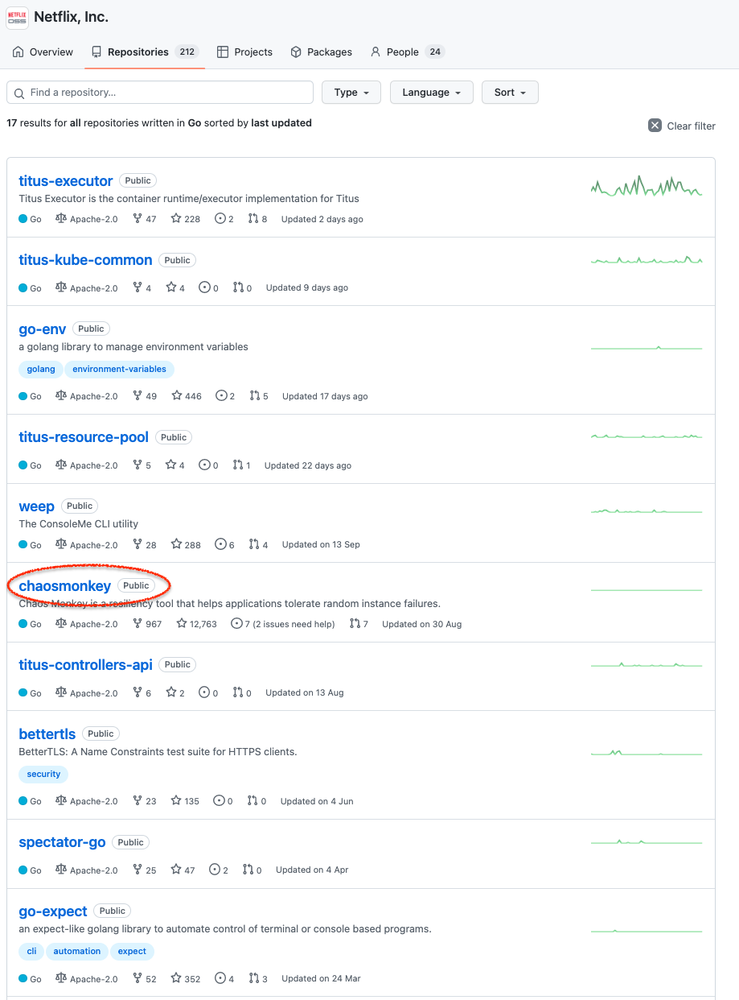 NETFLIX
OSS
Netflix, Inc.
Overview Repositories 212 Projects Packages People 24
Find a repository... Type Language Sort
17 results for all repositories written in Go sorted by last updated Clear filter
titus-executor Public
Titus Executor is the container runtime/executor implementation for Titus
Go Apache-2.0 47 228 2 8 Updated 2 days ago
titus-kube-common Public
Go Apache-2.0 4 4 0 0 Updated 9 days ago
go-env Public
a golang library to manage environment variables
golang environment-variables
Go Apache-2.0 49 446 2 5 Updated 17 days ago
titus-resource-pool Public
Go Apache-2.0 5 4 0 1 Updated 22 days ago
weep Public
The ConsoleMe CLI utility
Go Apache-2.0 28 288 6 4 Updated on 13 Sep
chaosmonkey Public
Chaos Monkey is a resiliency tool that helps applications tolerate random instance failures.
Go Apache-2.0 967 12,763 7 (2 issues need help) 7 Updated on 30 Aug
titus-controllers-api Public
Go Apache-2.0 6 2 0 0 Updated on 13 Aug
bettertls Public
BetterTLS: A Name Constraints test suite for HTTPS clients.
security
Go Apache-2.0 23 135 0 0 Updated on 4 Jun
spectator-go Public
Go Apache-2.0 25 47 2 0 Updated on 4 Apr
go-expect Public
an expect-like golang library to automate control of terminal or console based programs.
cli automation expect
Go Apache-2.0 52 352 4 3 Updated on 24 Mar